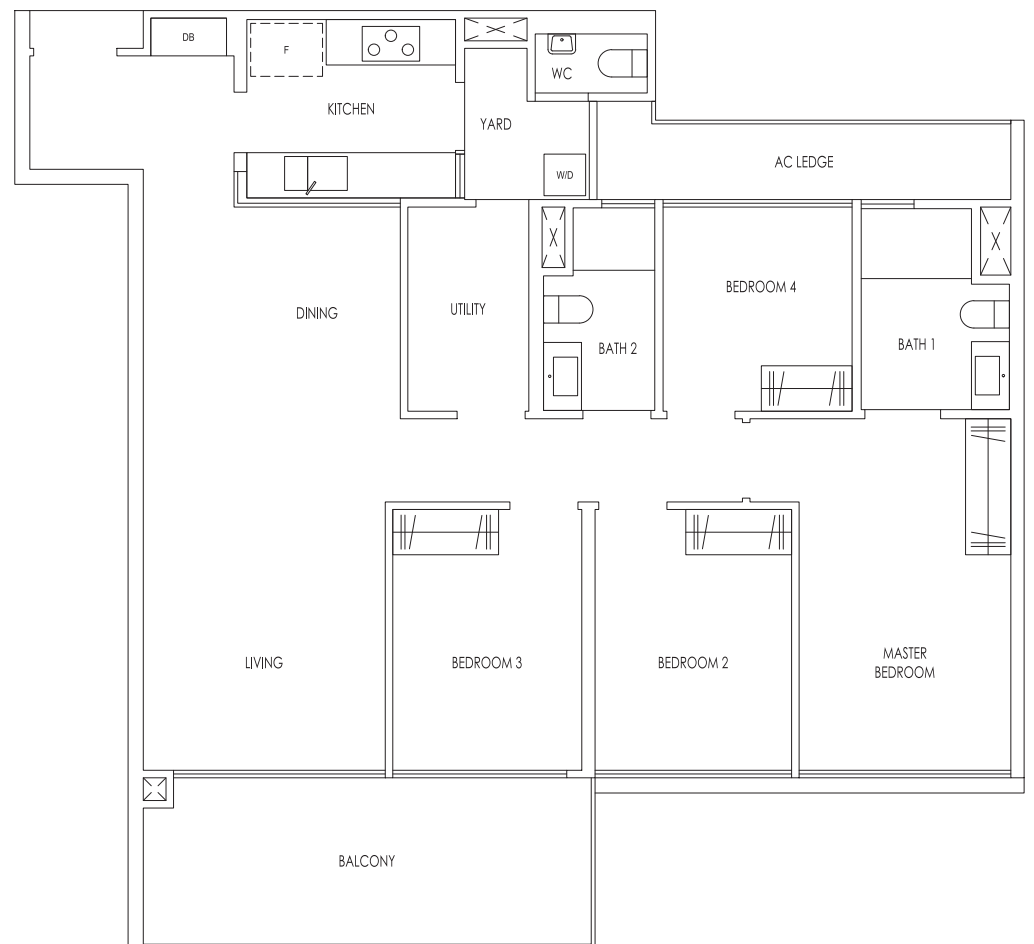 DB
F
WC
KITCHEN
YARD
AC LEDGE
W/D
BEDROOM 4
DINING
UTILITY
BATH 2
BATH 1
LIVING
BEDROOM 3
BEDROOM 2
MASTER
BEDROOM
BALCONY